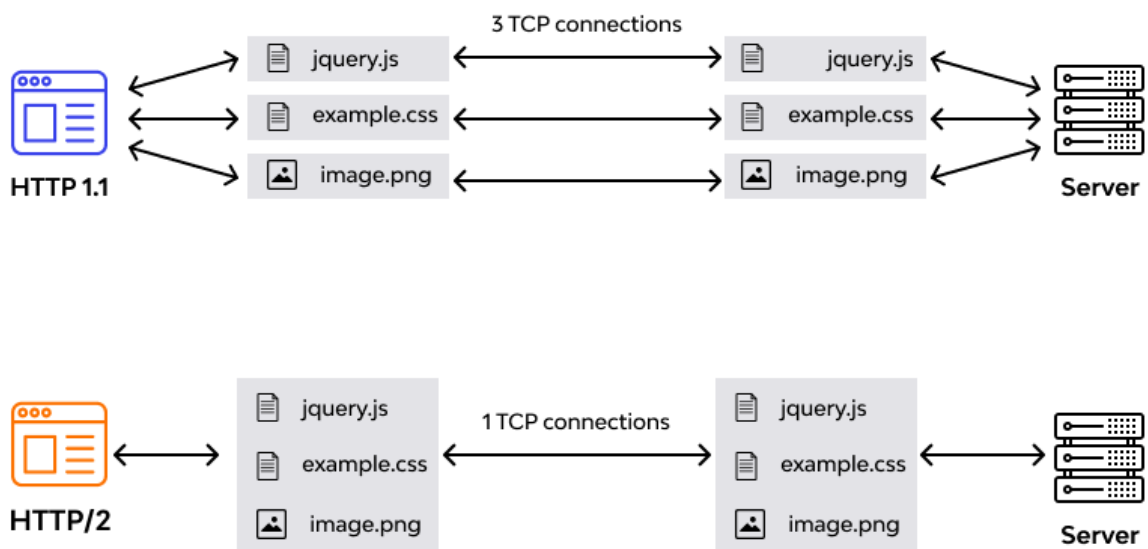 3 TCP connections
jquery.js
jquery.js
example.css
example.css
image.png
image.png
HTTP 1.1
Server
jquery.js
jquery.js
1 TCP connections
example.css
example.css
image.png
image.png
HTTP/2
Server